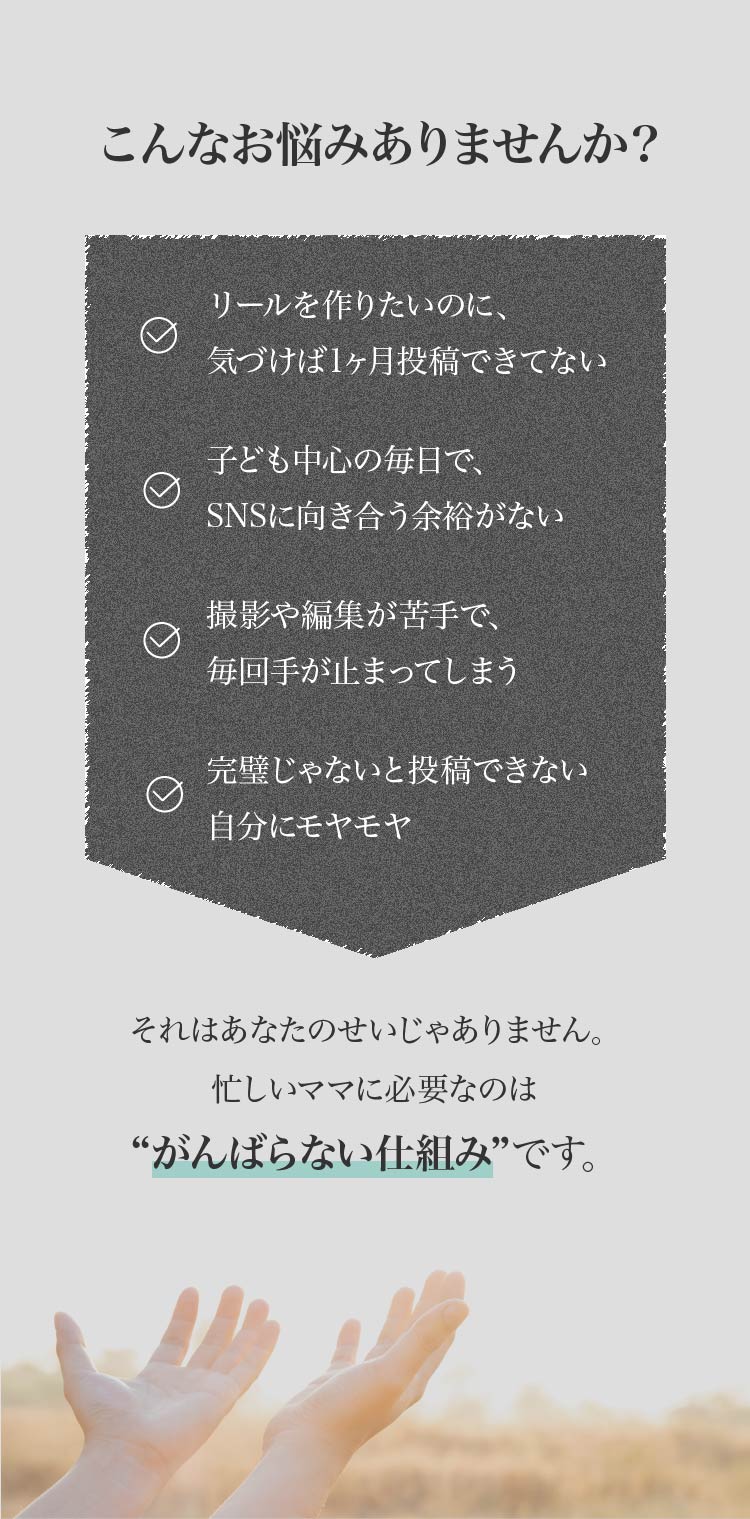 こんなお悩みありませんか？
リールを作りたいのに、
気づけば1ヶ月投稿できてない
子ども中心の毎日で、
SNSに向き合う余裕がない
撮影や編集が苦手で、
毎回手が止まってしまう
完璧じゃないと投稿できない
自分にモヤモヤ
それはあなたのせいじゃありません。
忙しいママに必要なのは
“がんばらない仕組み”です。